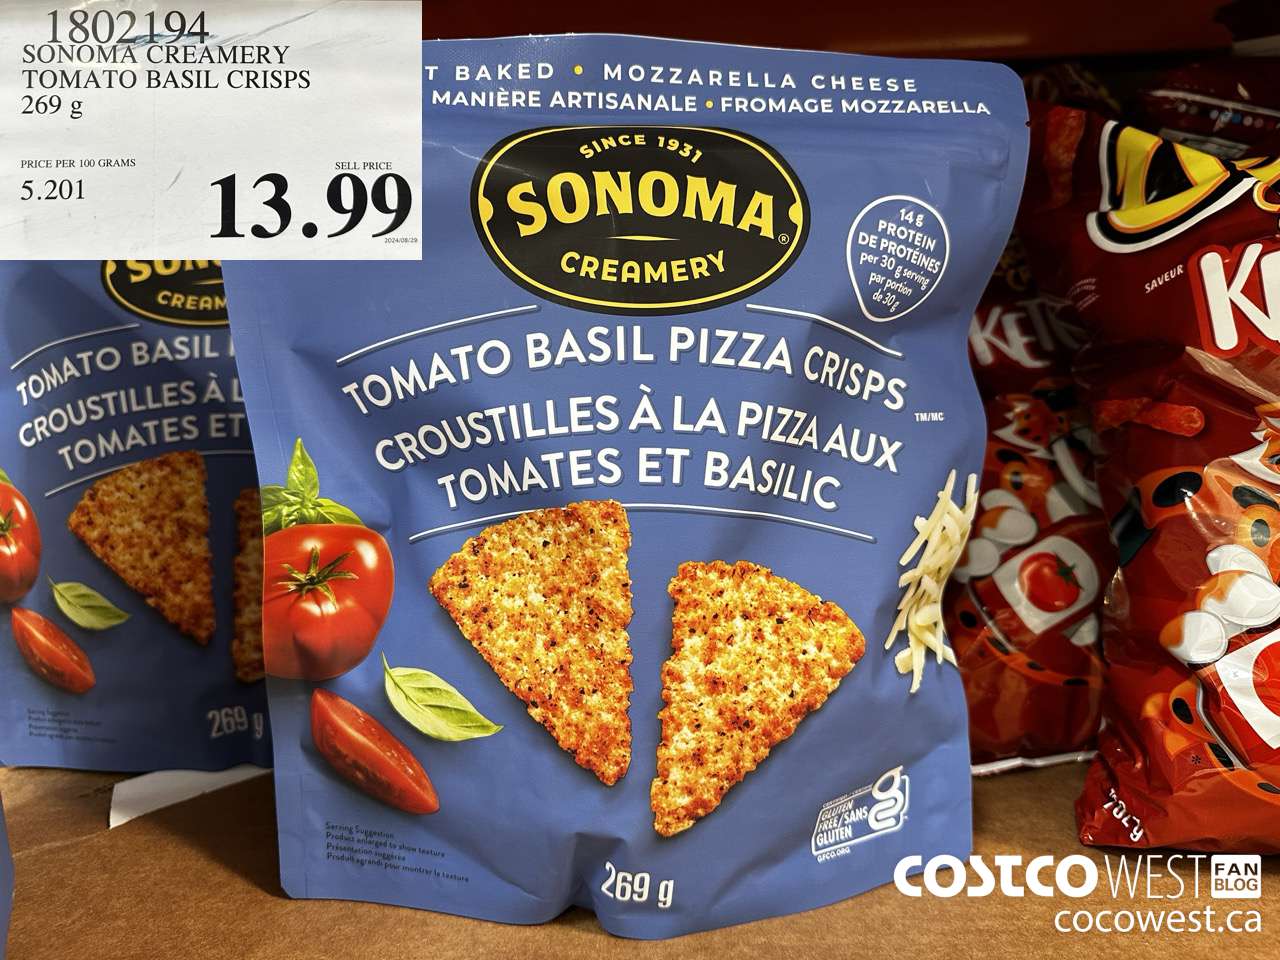 1802194
SONOMA CREAMERY
TOMATO BASIL CRISPS
269 g
PRICE PER 100 GRAMS
5.201
SELL PRICE
13.99
2024/08/29
T BAKED • MOZZARELLA CHEESE
MANIÈRE ARTISANALE • FROMAGE MOZZARELLA
SINCE 1931
SONOMA®
CREAMERY
14 g
PROTEIN
DE PROTÉINES
per 30 g serving
par portion
de 30 g
TOMATO BASIL PIZZA CRISPS
TM/MC
CROUSTILLES À LA PIZZA AUX
TOMATES ET BASILIC
Serving Suggestion
Product enlarged to show texture
Présentation suggérée
Produit agrandi pour montrer la texture
GLUTEN
FREE/SANS
GLUTEN
GFCO.ORG
269 g
CREAM
TOMATO BASIL
CROUSTILLES À L
TOMATES ET
269 g
SAVEUR
KE
KET
COSTCO WEST FAN BLOG
cocowest.ca